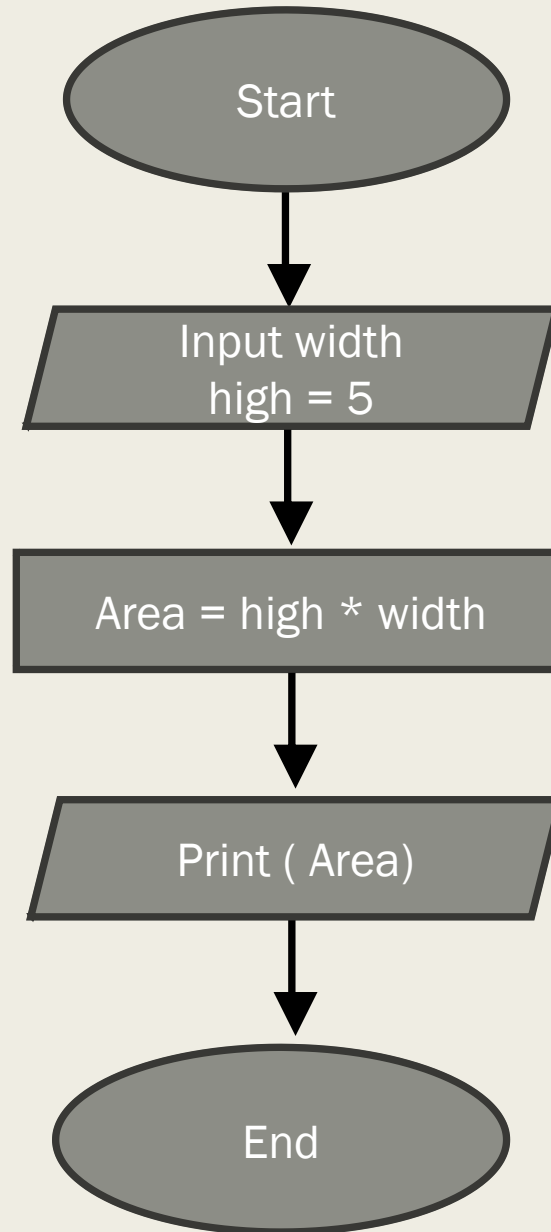 Start
Input width
high = 5
Area = high * width
Print ( Area)
End